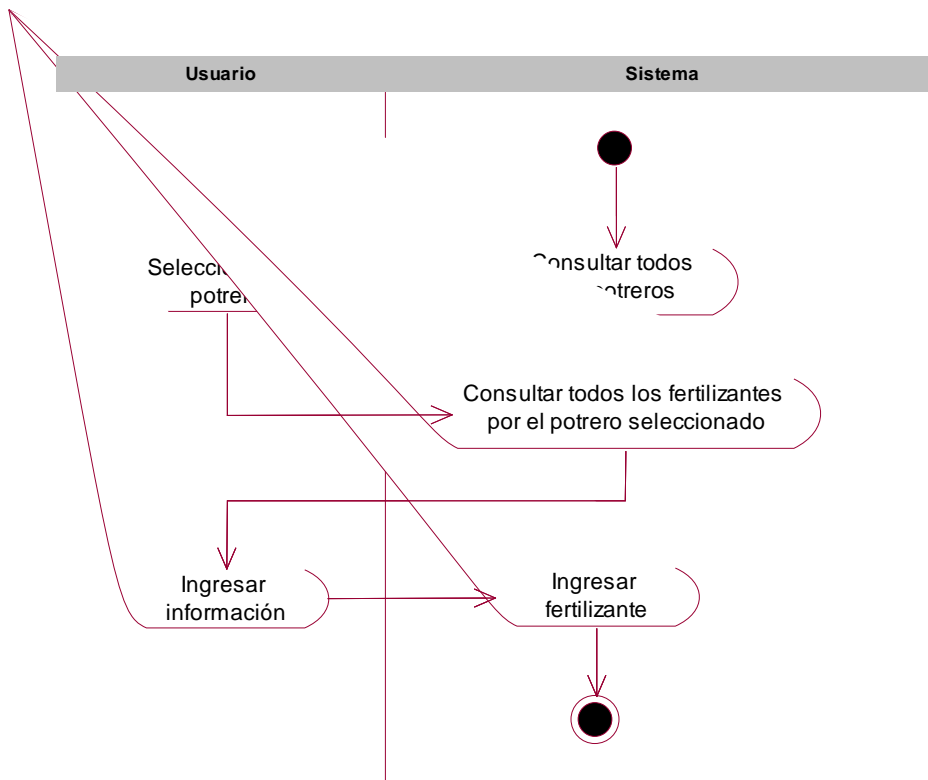 Usuario
Sistema
Consultar todos
potreros
Consultar todos los fertilizantes
por el potrero seleccionado
Ingresar
información
Ingresar
fertilizante